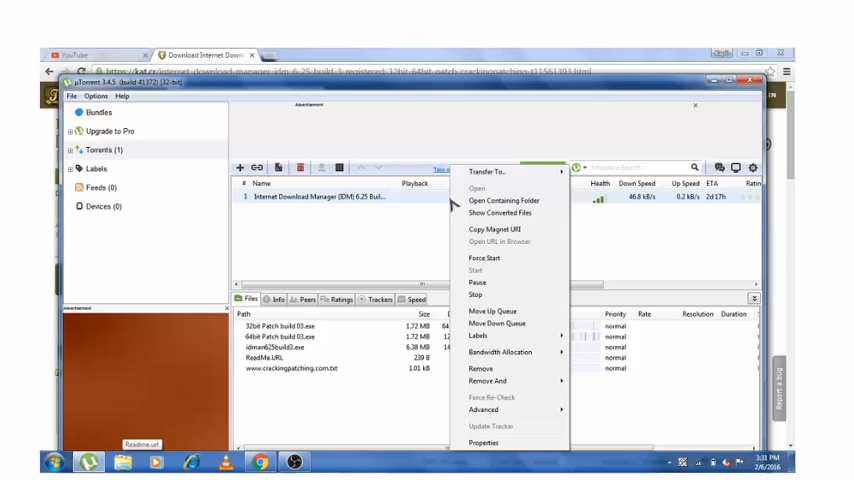 YouTube
Download Internet Down
https://kat.cr/internet-download-manager-idm-6-25-build-3-registered-32bit-64bit-patch-crackingpatching-t11561393.html
µTorrent 3.4.5 (build 41372) [32-bit]
File Options Help
Advertisement
Bundles
Upgrade to Pro
Torrents (1)
Labels
Feeds (0)
Devices (0)
# Name Playback Health Down Speed Up Speed ETA Ratin
1 Internet Download Manager (IDM) 6.25 Buil... 46.8 kB/s 0.2 kB/s 2d 17h
Transfer To..
Open
Open Containing Folder
Show Converted Files
Copy Magnet URI
Open URL in Browser
Force Start
Start
Pause
Stop
Move Up Queue
Move Down Queue
Labels
Bandwidth Allocation
Remove
Remove And
Force Re-Check
Advanced
Update Tracker
Properties
Files Info Peers Ratings Trackers Speed
Path Size Priority Rate Resolution Duration
32bit Patch build 03.exe 1.72 MB normal
64bit Patch build 03.exe 1.72 MB normal
idman625build3.exe 6.38 MB normal
ReadMe.URL 239 B normal
www.crackingpatching.com.txt 1.01 kB normal
Advertisement
Readme.url
Report a bug
3:31 PM
2/6/2016